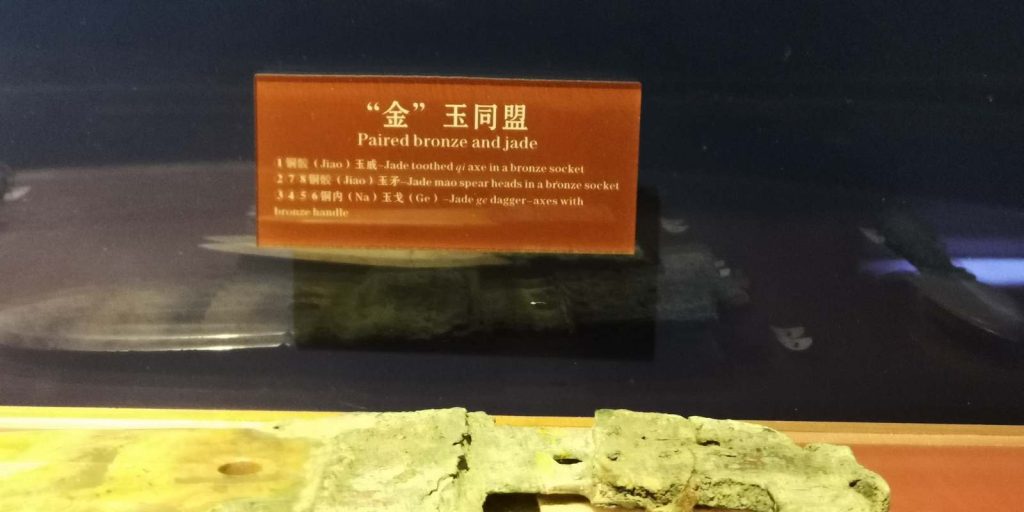 “金” 玉同盟
Paired bronze and jade
1 铜骹（Jiao）玉戚–Jade toothed qi axe in a bronze socket
2 7 8 铜骹（Jiao）玉矛–Jade mao spear heads in a bronze socket
3 4 5 6 铜内（Na）玉戈（Ge）–Jade ge dagger–axes with
bronze handle